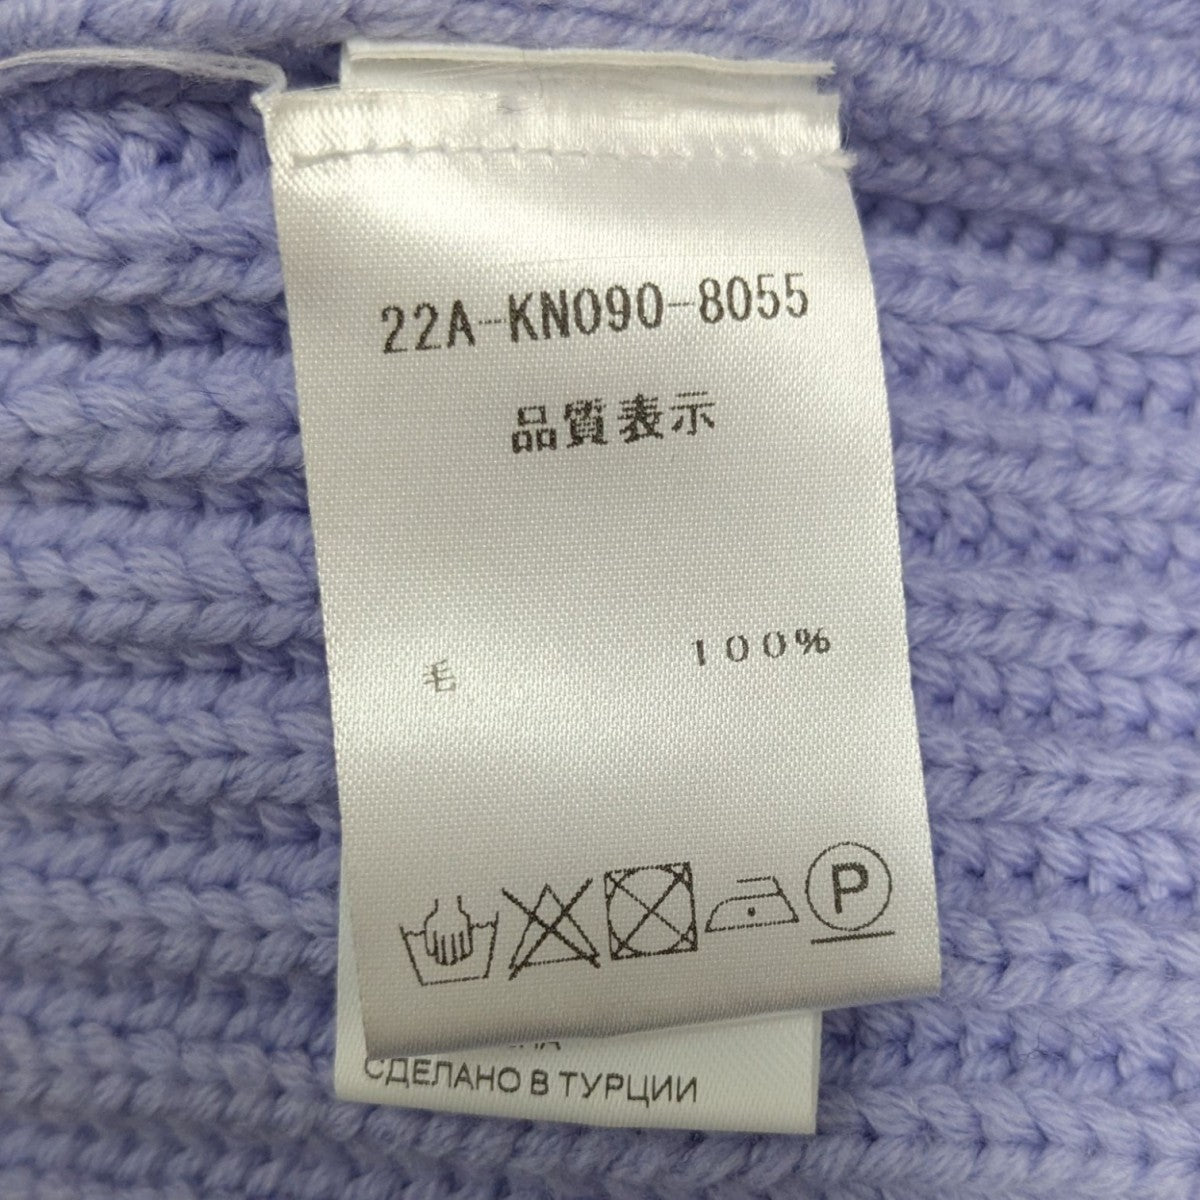 22A-KN090-8055
品質表示
毛 100%
P
СДЕЛАНО В ТУРЦИИ